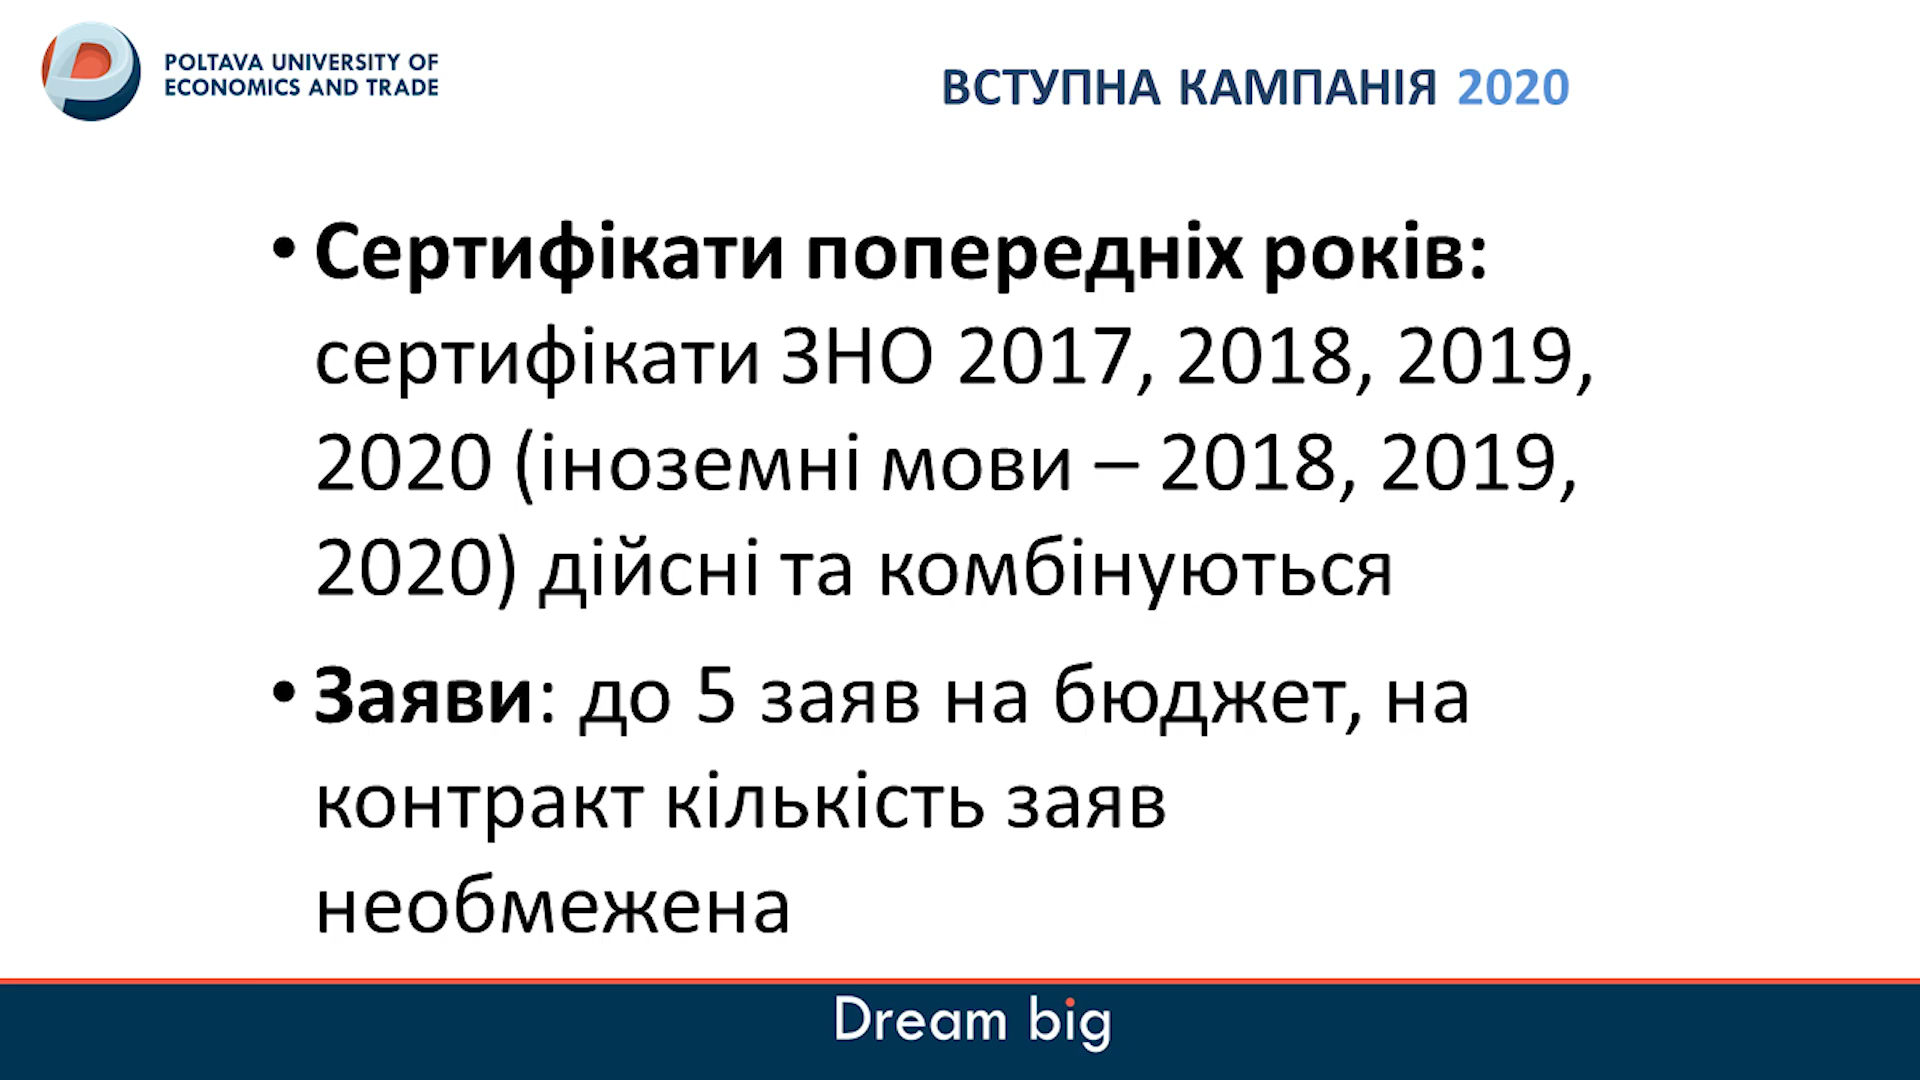 POLTAVA UNIVERSITY OF
ECONOMICS AND TRADE
ВСТУПНА КАМПАНІЯ 2020
• Сертифікати попередніх років:
сертифікати ЗНО 2017, 2018, 2019,
2020 (іноземні мови – 2018, 2019,
2020) дійсні та комбінуються
• Заяви: до 5 заяв на бюджет, на
контракт кількість заяв
необмежена
Dream big